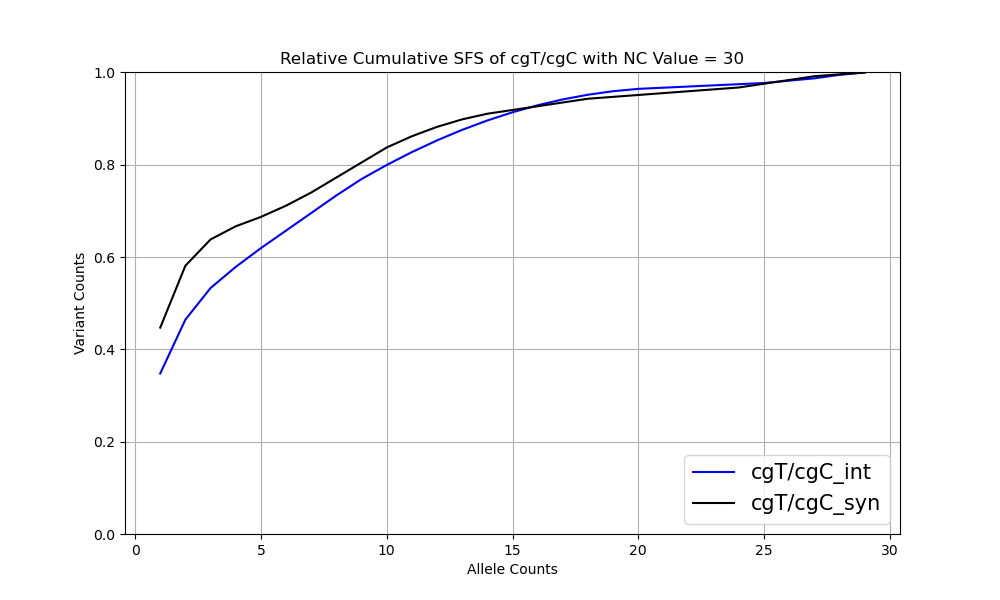 Relative Cumulative SFS of cgT/cgC with NC Value = 30
Variant Counts
1.0
0.8
0.6
0.4
0.2
0.0
0 5 10 15 20 25 30
Allele Counts
cgT/cgC_int
cgT/cgC_syn